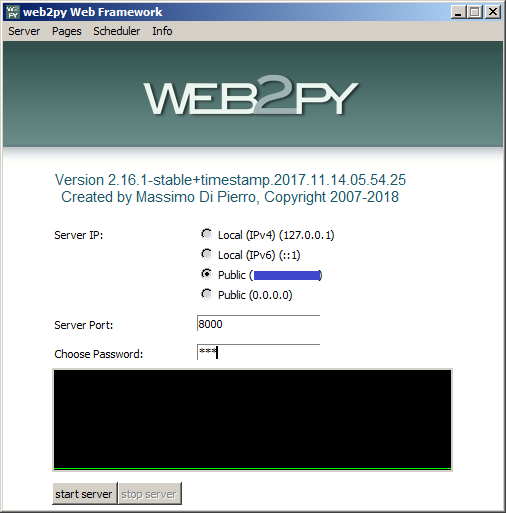 web2py Web Framework
Server Pages Scheduler Info
WEB2PY
Version 2.16.1-stable+timestamp.2017.11.14.05.54.25
Created by Massimo Di Pierro, Copyright 2007-2018
Server IP:
Local (IPv4) (127.0.0.1)
Local (IPv6) (::1)
Public ( )
Public (0.0.0.0)
Server Port: 8000
Choose Password: ***
start server stop server